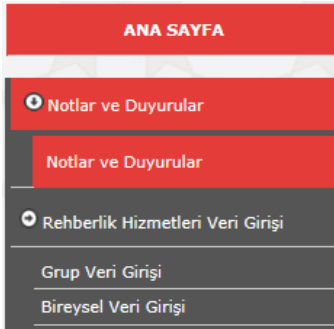 ANA SAYFA
Notlar ve Duyurular
Notlar ve Duyurular
Rehberlik Hizmetleri Veri Girişi
Grup Veri Girişi
Bireysel Veri Girişi